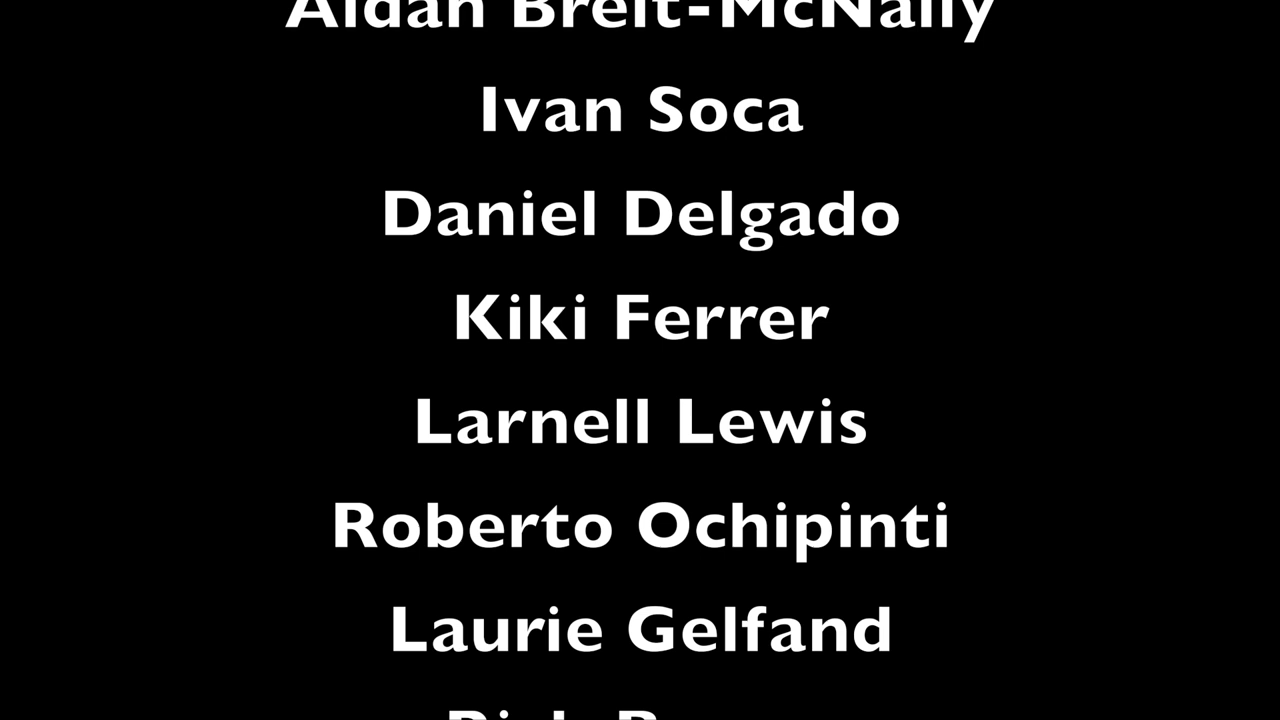 Aidan Breit-McNally
Ivan Soca
Daniel Delgado
Kiki Ferrer
Larnell Lewis
Roberto Ochipinti
Laurie Gelfand